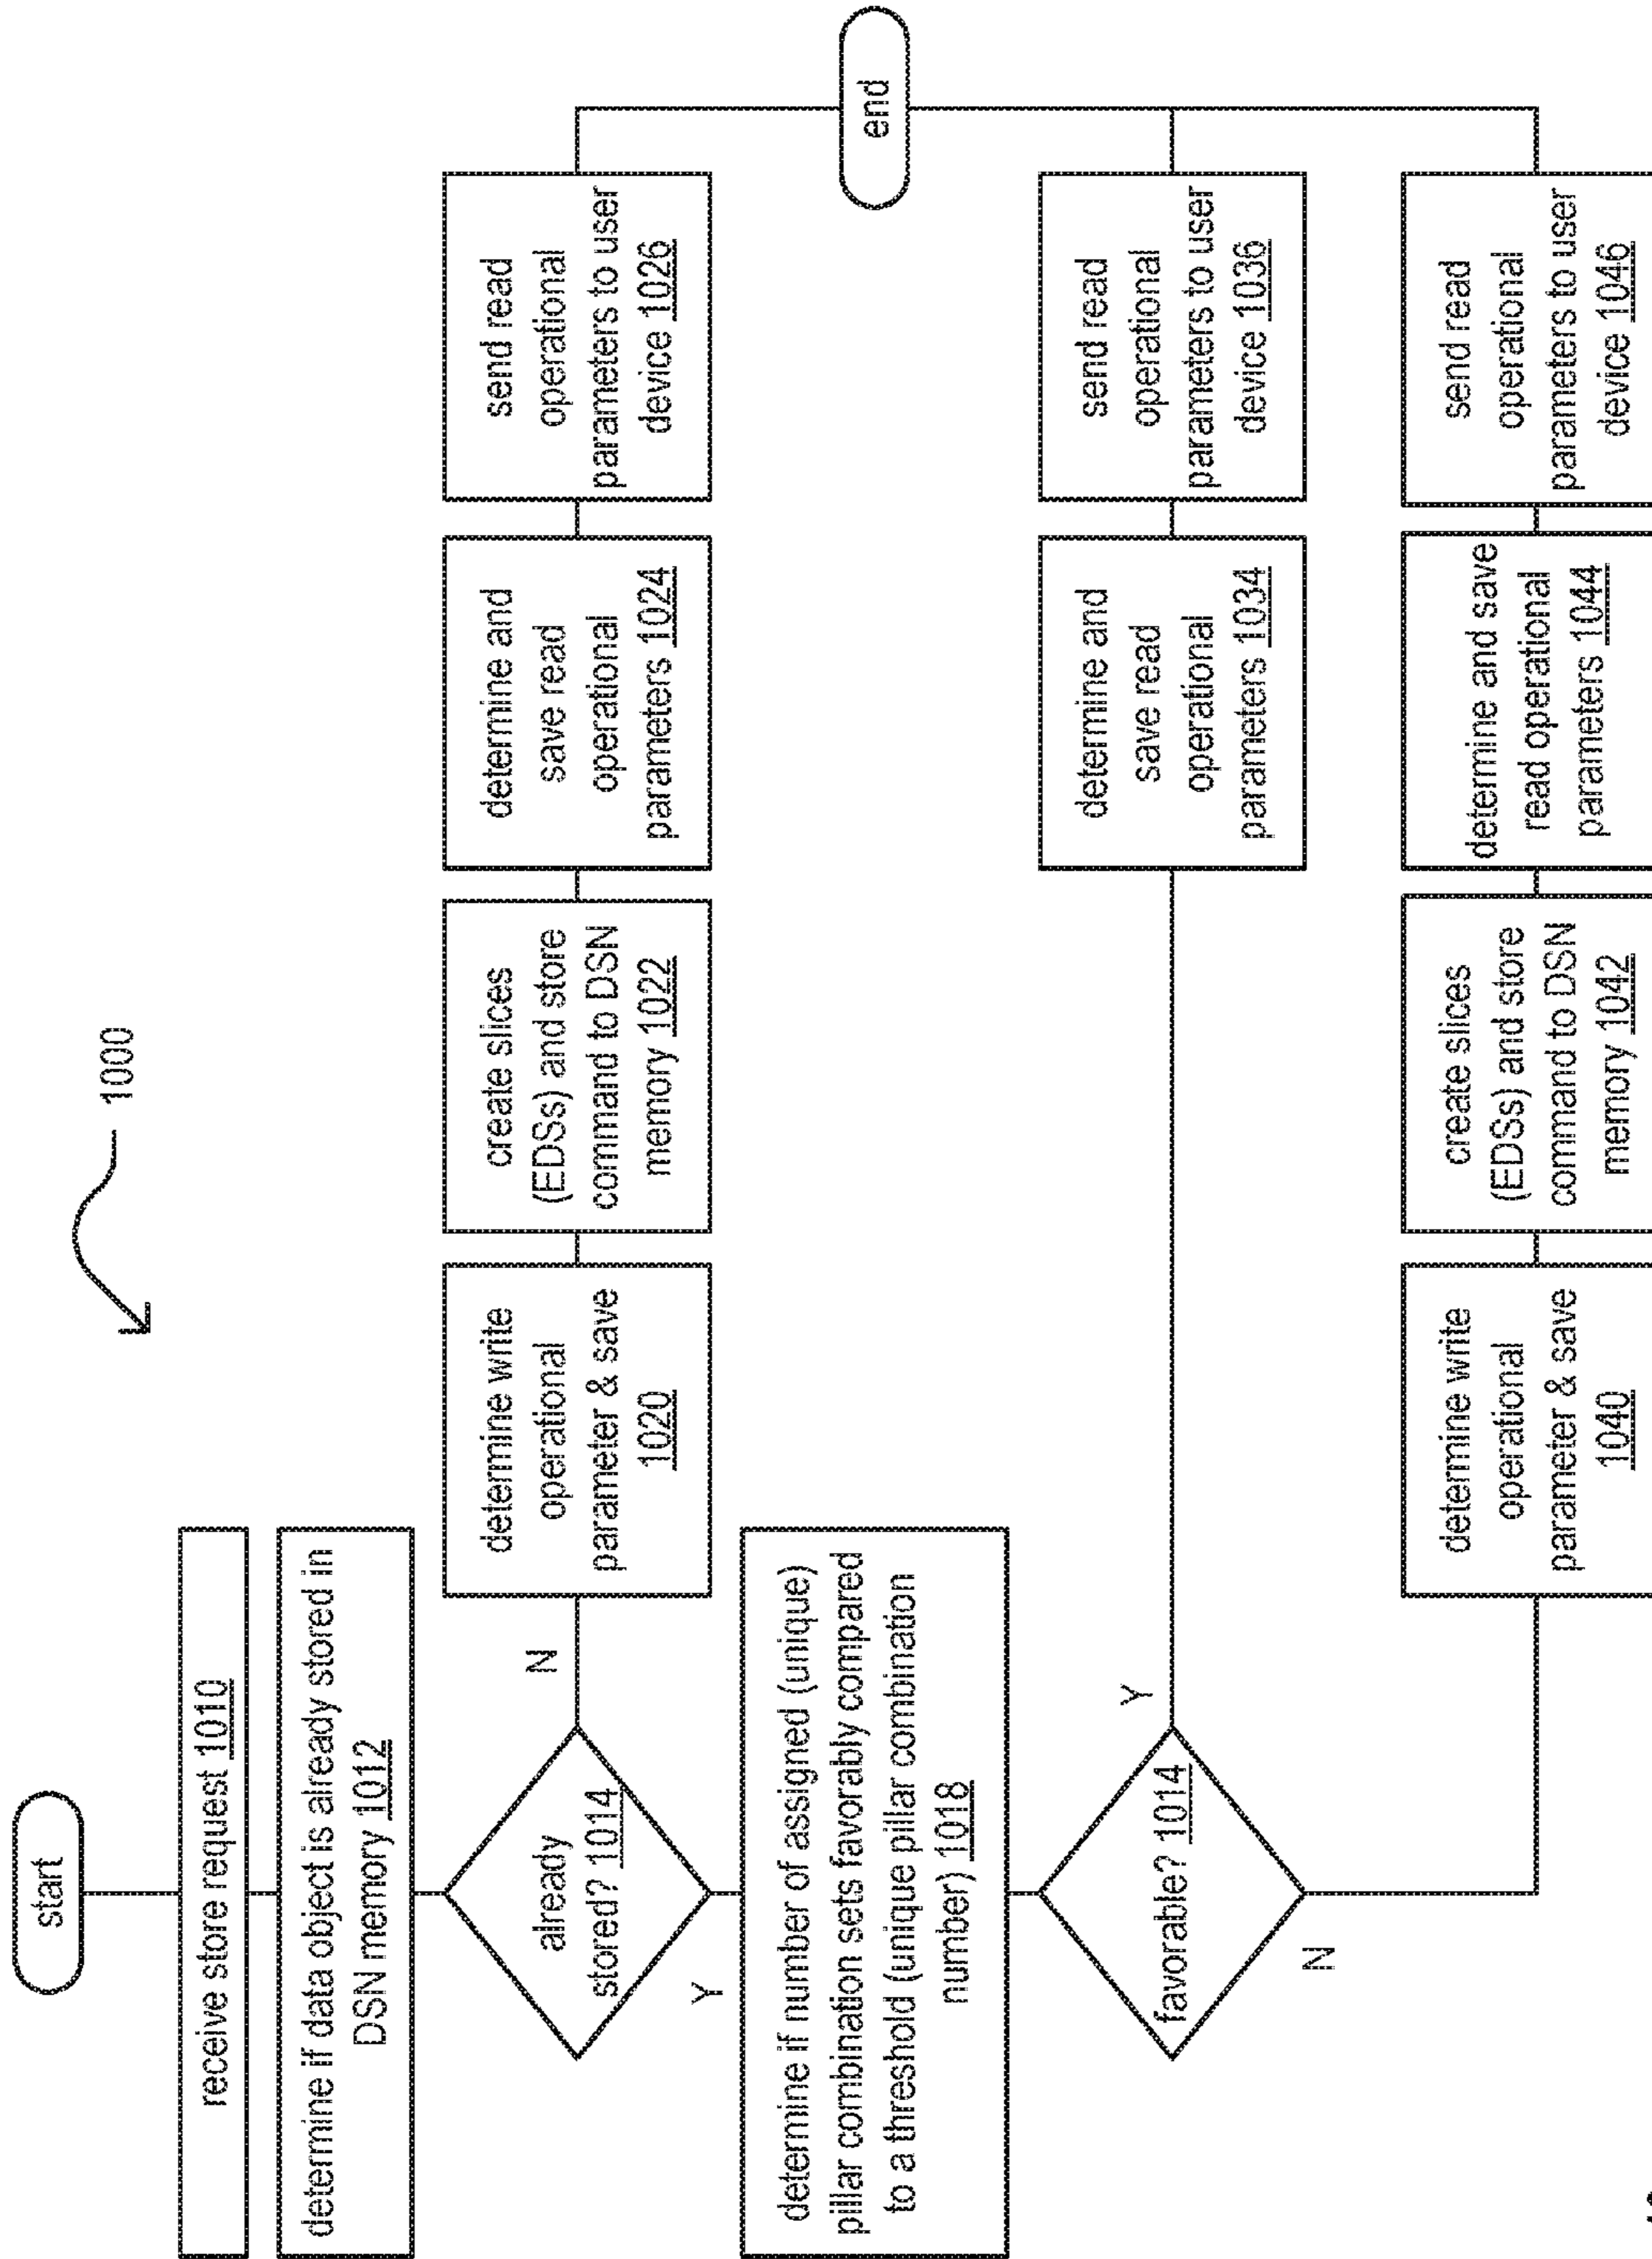 1000
start
receive store request 1010
determine if data object is already stored in
DSN memory 1012
already
stored? 1014
N
Y
determine write
operational
parameter & save
1020
create slices
(EDSs) and store
command to DSN
memory 1022
determine and
save read
operational
parameters 1024
send read
operational
parameters to user
device 1026
determine if number of assigned (unique)
pillar combination sets favorably compared
to a threshold (unique pillar combination
number) 1018
end
favorable? 1014
Y
N
determine and
save read
operational
parameters 1034
send read
operational
parameters to user
device 1036
determine write
operational
parameter & save
1040
create slices
(EDSs) and store
command to DSN
memory 1042
determine and save
read operational
parameters 1044
send read
operational
parameters to user
device 1046